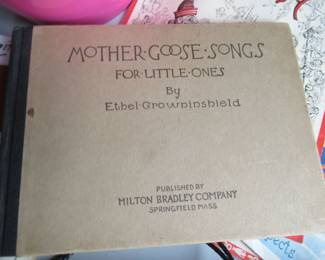 MOTHER·GOOSE·SONGS
FOR·LITTLE·ONES
By
Ethel·Crowninshield
PUBLISHED BY
MILTON BRADLEY COMPANY
SPRINGFIELD MASS